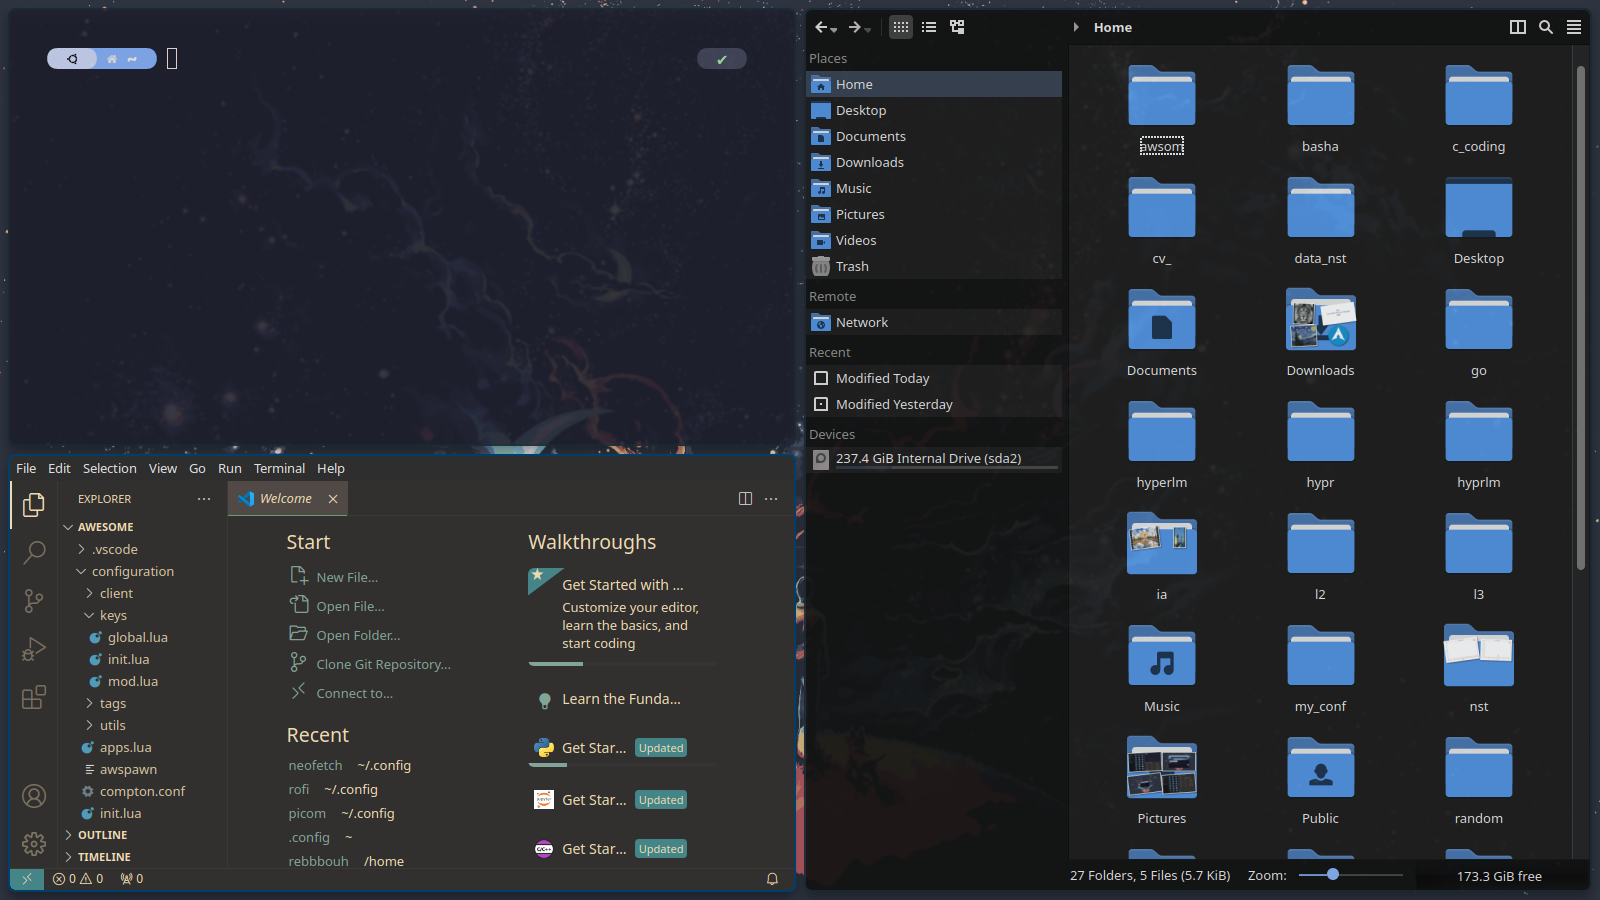 ~
✔
File Edit Selection View Go Run Terminal Help
EXPLORER
AWESOME
.vscode
configuration
client
keys
global.lua
init.lua
mod.lua
tags
utils
apps.lua
awspawn
compton.conf
init.lua
OUTLINE
TIMELINE
Welcome
Start
New File...
Open File...
Open Folder...
Clone Git Repository...
Connect to...
Recent
neofetch ~/.config
rofi ~/.config
picom ~/.config
.config ~
rebbbouh /home
Walkthroughs
Get Started with ...
Customize your editor,
learn the basics, and
start coding
Learn the Funda...
Get Star... Updated
Get Star... Updated
Get Star... Updated
0 0 0
Home
Places
Home
Desktop
Documents
Downloads
Music
Pictures
Videos
Trash
Remote
Network
Recent
Modified Today
Modified Yesterday
Devices
237.4 GiB Internal Drive (sda2)
awsom basha c_coding
cv_ data_nst Desktop
Documents Downloads go
hyperlm hypr hyprlm
ia l2 l3
Music my_conf nst
Pictures Public random
27 Folders, 5 Files (5.7 KiB) Zoom: 173.3 GiB free